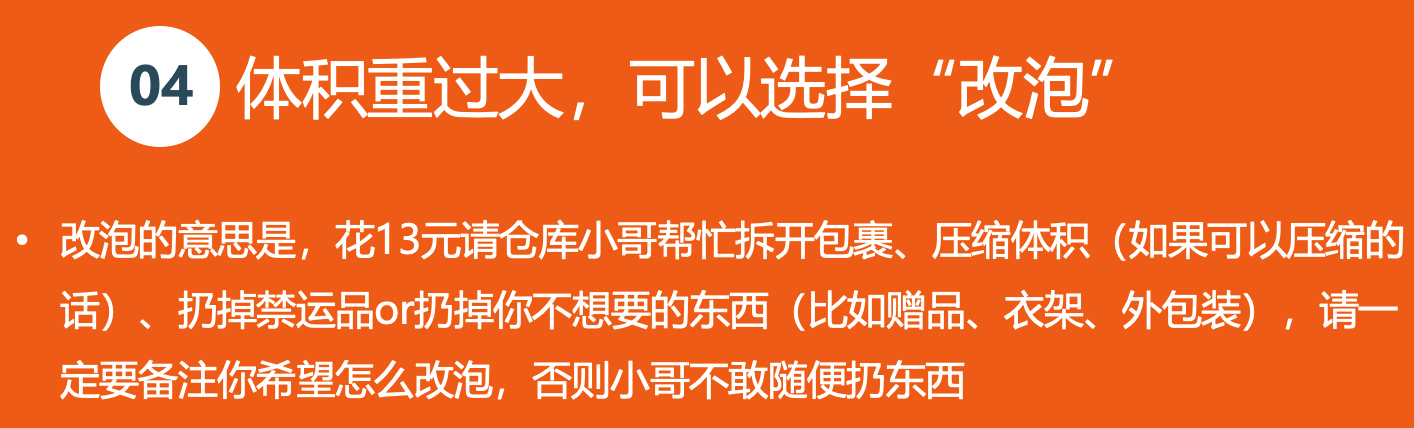 04 体积重过大，可以选择“改泡”
• 改泡的意思是，花13元请仓库小哥帮忙拆开包裹、压缩体积（如果可以压缩的
话）、扔掉禁运品or扔掉你不想要的东西（比如赠品、衣架、外包装），请一
定要备注你希望怎么改泡，否则小哥不敢随便扔东西